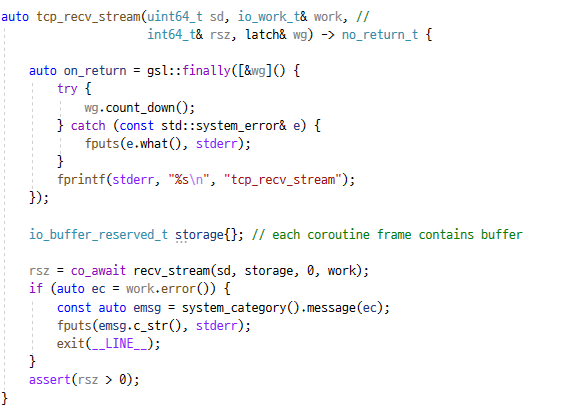 auto tcp_recv_stream(uint64_t sd, io_work_t& work, //
                     int64_t& rsz, latch& wg) -> no_return_t {

    auto on_return = gsl::finally([&wg]() {
        try {
            wg.count_down();
        } catch (const std::system_error& e) {
            fputs(e.what(), stderr);
        }
        fprintf(stderr, "%s\n", "tcp_recv_stream");
    });

    io_buffer_reserved_t storage{}; // each coroutine frame contains buffer

    rsz = co_await recv_stream(sd, storage, 0, work);
    if (auto ec = work.error()) {
        const auto emsg = system_category().message(ec);
        fputs(emsg.c_str(), stderr);
        exit(__LINE__);
    }
    assert(rsz > 0);
}